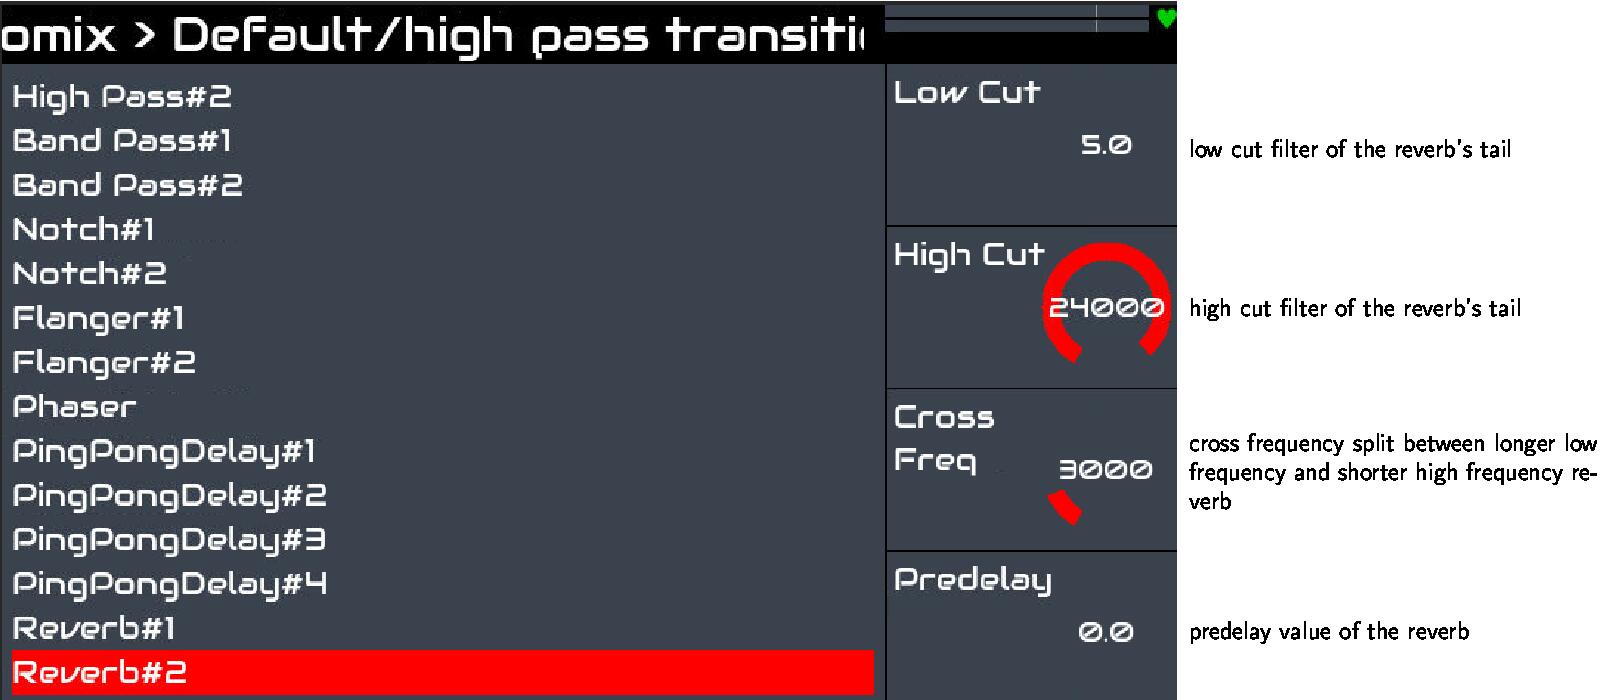 omix > Default/high pass transiti
High Pass#2
Band Pass#1
Band Pass#2
Notch#1
Notch#2
Flanger#1
Flanger#2
Phaser
PingPongDelay#1
PingPongDelay#2
PingPongDelay#3
PingPongDelay#4
Reverb#1
Reverb#2
Low Cut
5.0
low cut filter of the reverb's tail
High Cut
24000
high cut filter of the reverb's tail
Cross
Freq
3000
cross frequency split between longer low
frequency and shorter high frequency re-
verb
Predelay
0.0
predelay value of the reverb